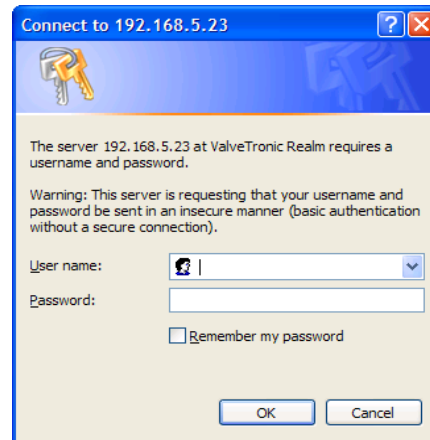 Connect to 192.168.5.23
The server 192.168.5.23 at ValveTronic Realm requires a
username and password.
Warning: This server is requesting that your username and
password be sent in an insecure manner (basic authentication
without a secure connection).
User name:
Password:
Remember my password
OK Cancel